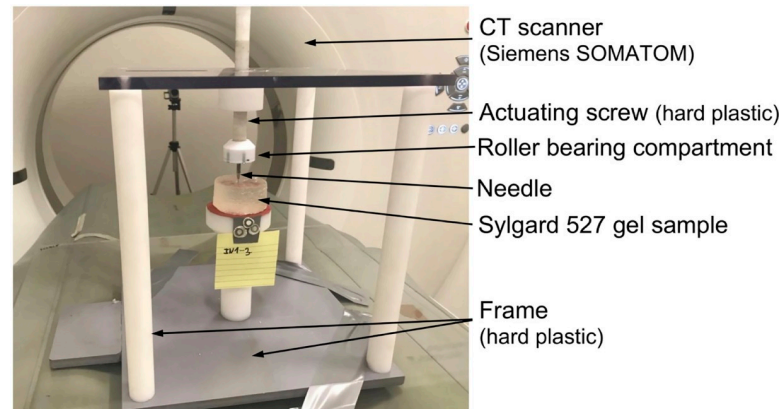 CT scanner
(Siemens SOMATOM)
Actuating screw (hard plastic)
Roller bearing compartment
Needle
Sylgard 527 gel sample
Frame
(hard plastic)